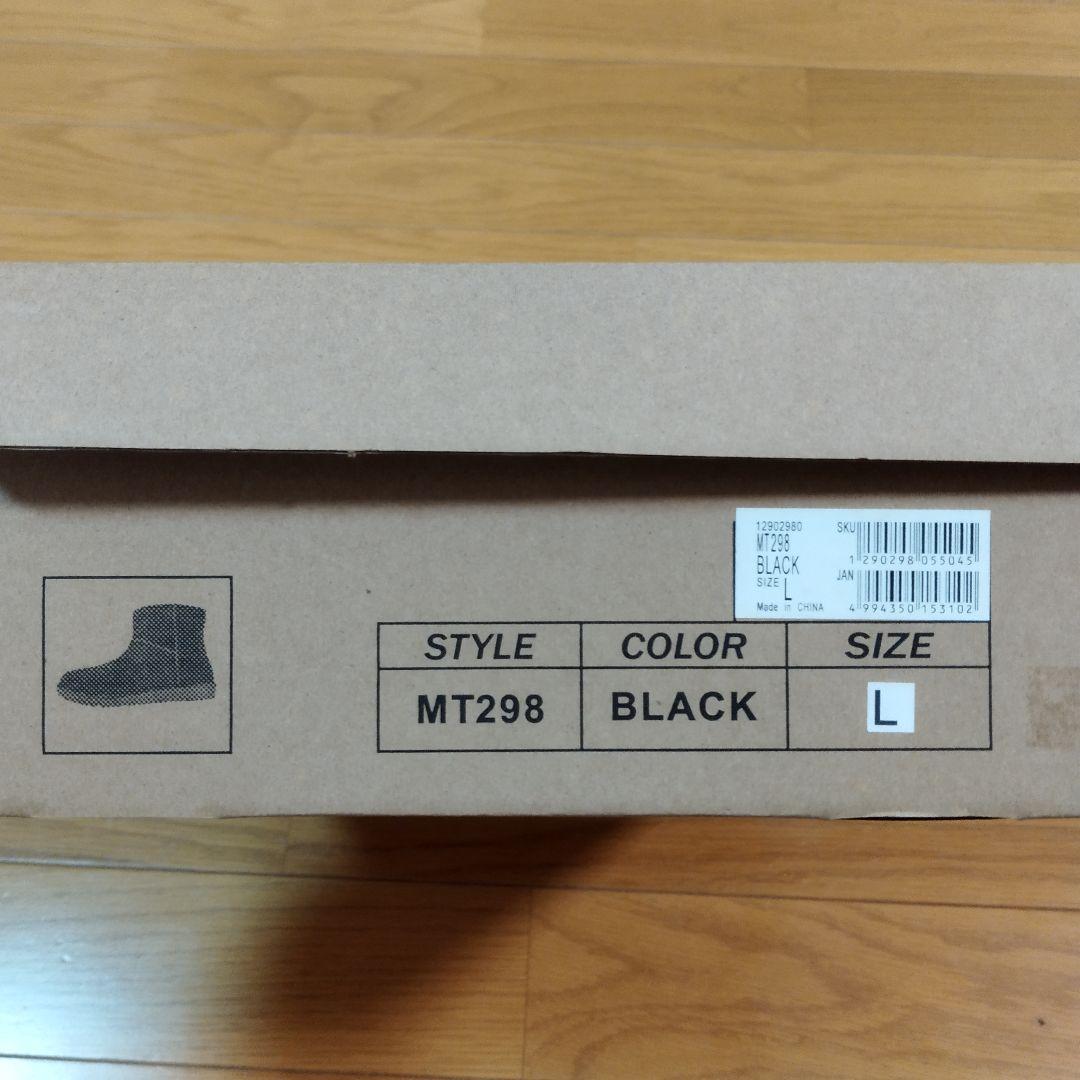 12902980
MT298
BLACK
SIZE L
Made in CHINA
SKU
1 290298 055045
JAN
4 994350 153102
STYLE COLOR SIZE
MT298 BLACK L